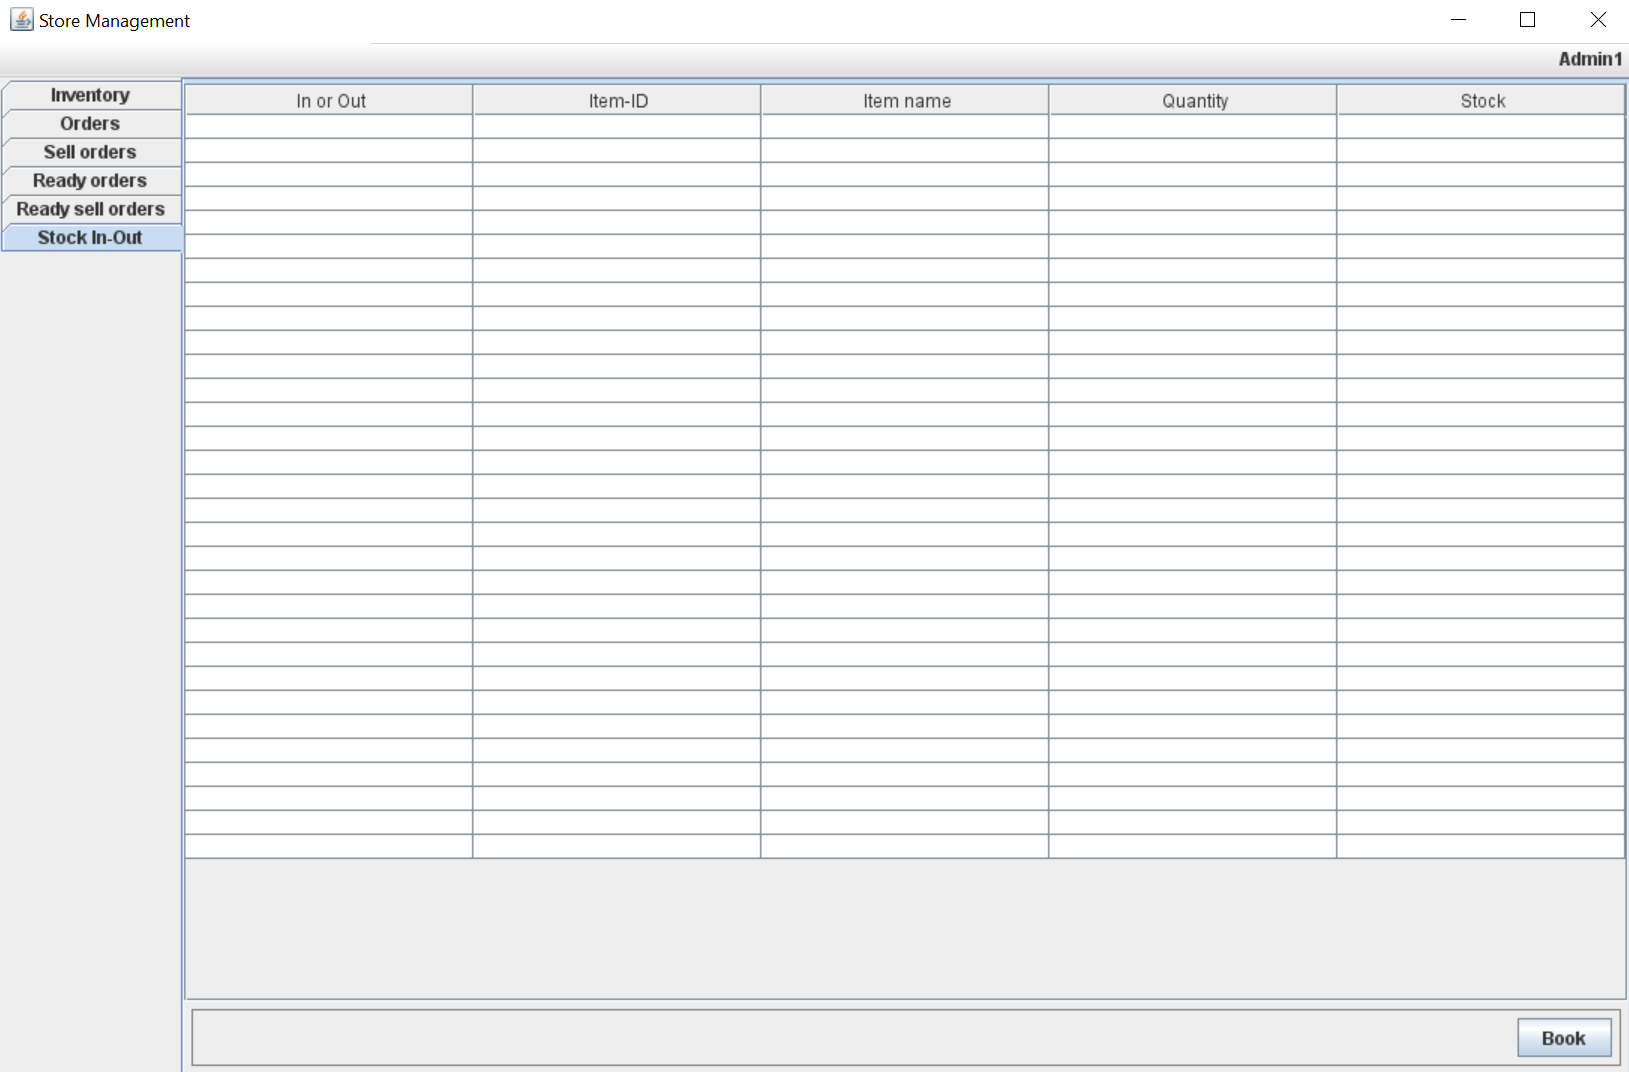 Store Management
Admin1
Inventory
Orders
Sell orders
Ready orders
Ready sell orders
Stock In-Out
In or Out Item-ID Item name Quantity Stock
Book